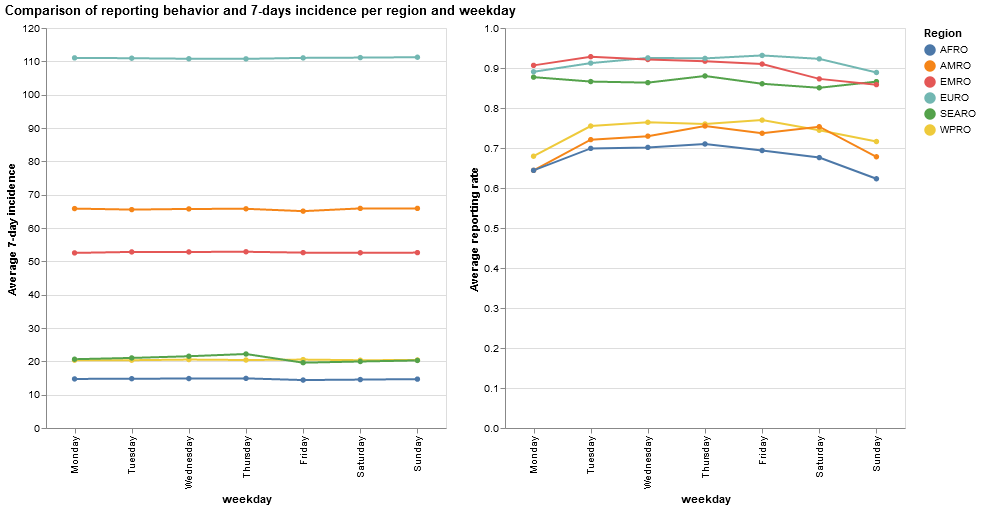 Comparison of reporting behavior and 7-days incidence per region and weekday
120
110
100
90
80
70
60
50
40
30
20
10
0
Average 7-day incidence
Monday
Tuesday
Wednesday
Thursday
Friday
Saturday
Sunday
weekday
1.0
0.9
0.8
0.7
0.6
0.5
0.4
0.3
0.2
0.1
0.0
Average reporting rate
Monday
Tuesday
Wednesday
Thursday
Friday
Saturday
Sunday
weekday
Region
AFRO
AMRO
EMRO
EURO
SEARO
WPRO